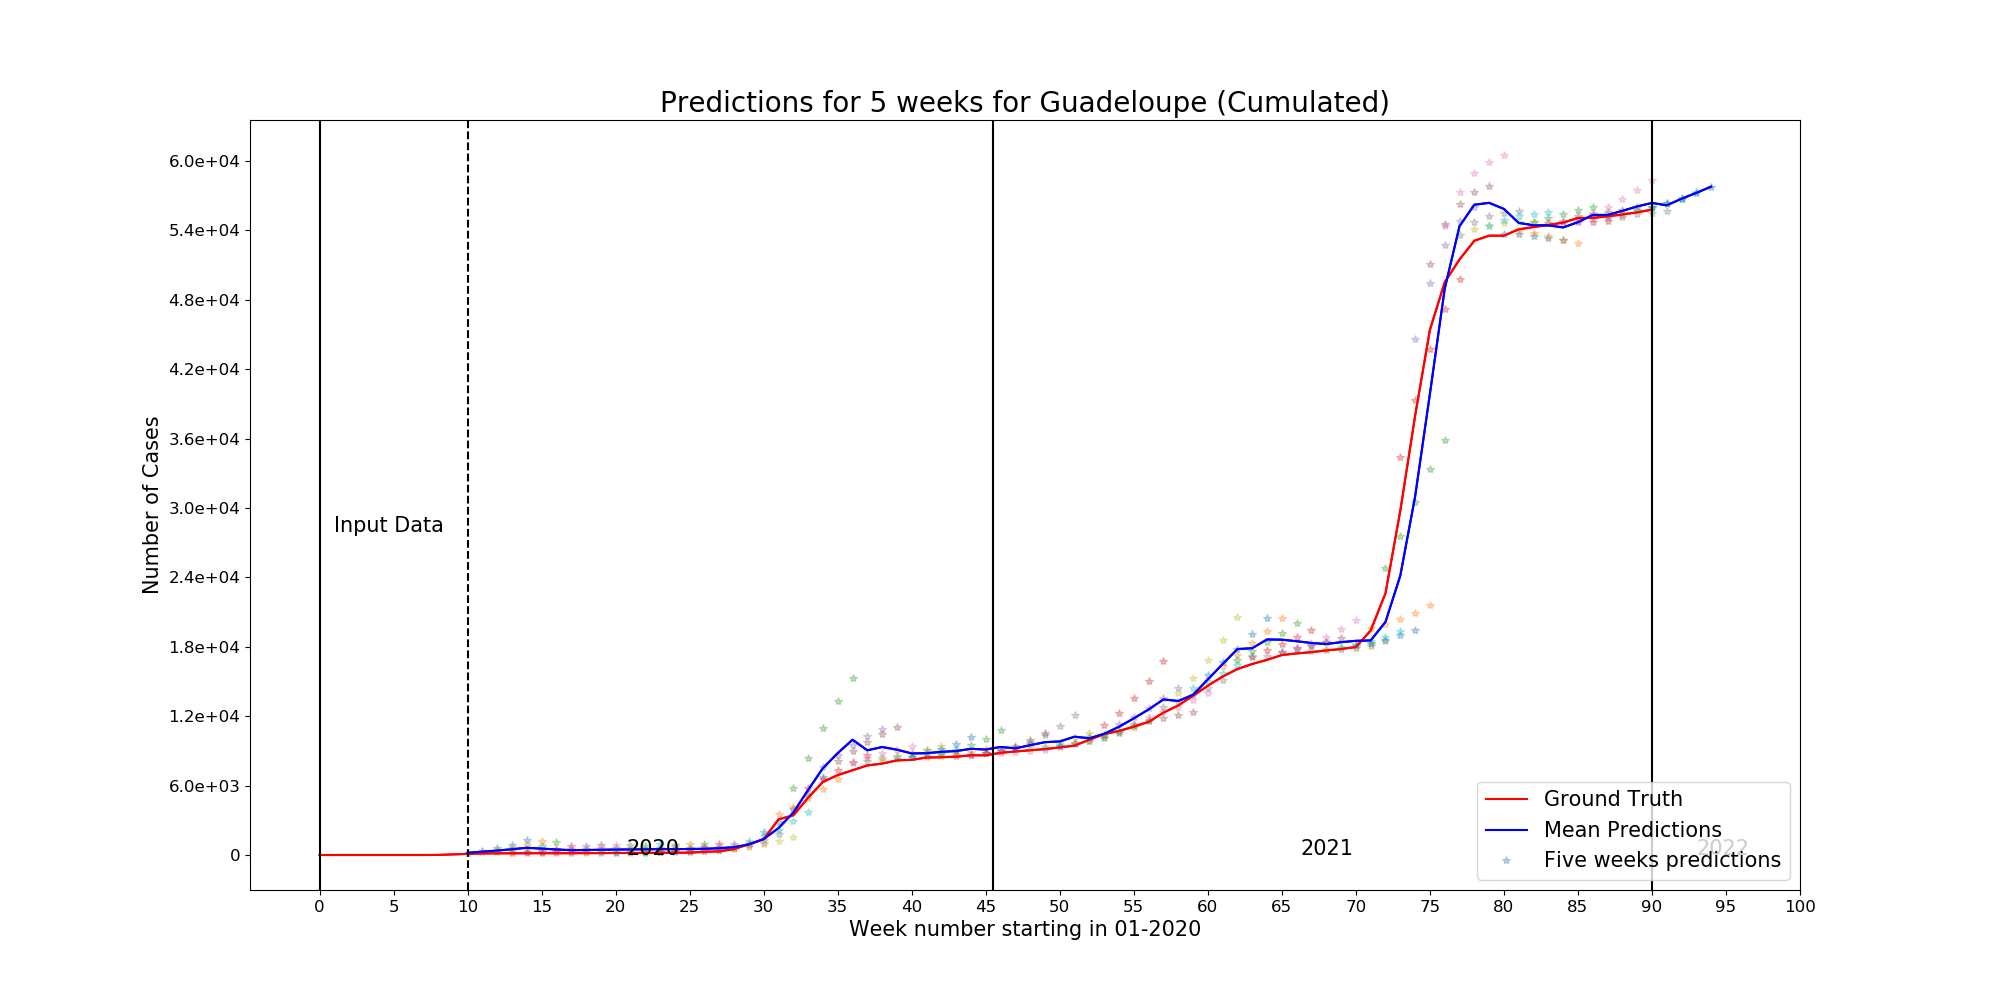 Predictions for 5 weeks for Guadeloupe (Cumulated)
6.0e+04
5.4e+04
4.8e+04
4.2e+04
3.6e+04
3.0e+04
2.4e+04
1.8e+04
1.2e+04
6.0e+03
0
Number of Cases
Input Data
2020
2021
2022
Ground Truth
Mean Predictions
Five weeks predictions
0 5 10 15 20 25 30 35 40 45 50 55 60 65 70 75 80 85 90 95 100
Week number starting in 01-2020